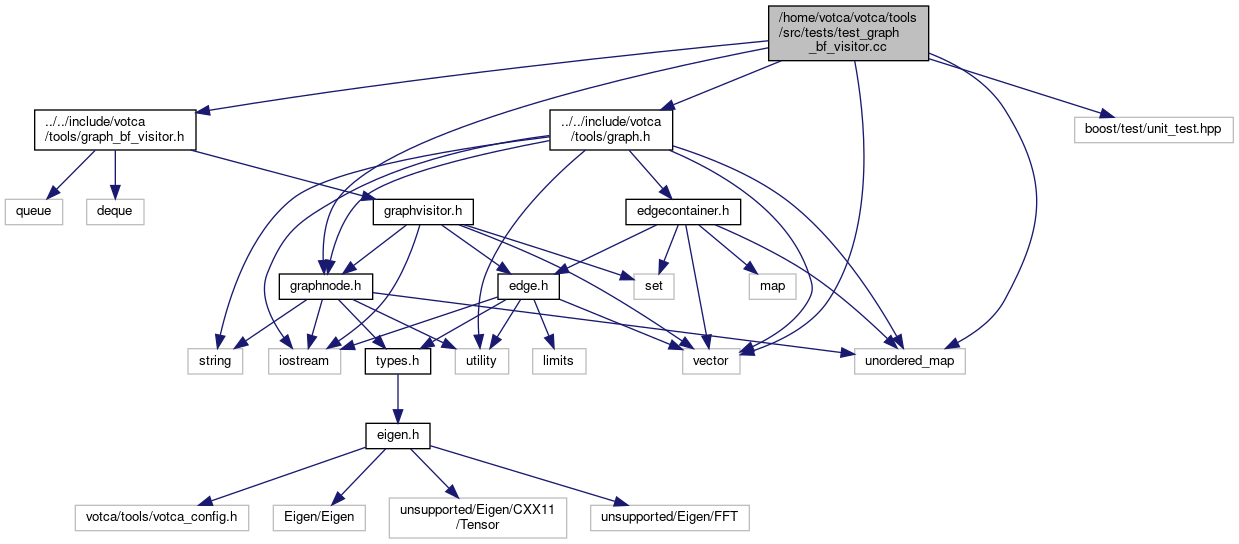 /home/votca/votca/tools
/src/tests/test_graph
_bf_visitor.cc
../../include/votca
/tools/graph_bf_visitor.h
../../include/votca
/tools/graph.h
boost/test/unit_test.hpp
queue
deque
graphvisitor.h
edgecontainer.h
graphnode.h
edge.h
set
map
string
iostream
types.h
utility
limits
vector
unordered_map
eigen.h
votca/tools/votca_config.h
Eigen/Eigen
unsupported/Eigen/CXX11
/Tensor
unsupported/Eigen/FFT